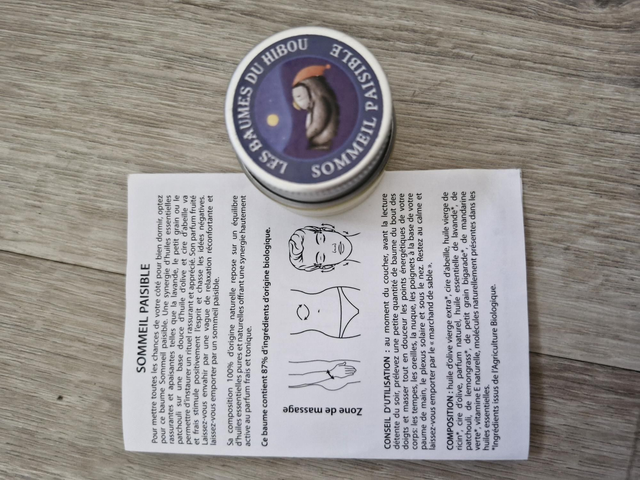 LES BAUMES DU HIBOU
SOMMEIL PAISIBLE
SOMMEIL PAISIBLE
Pour mettre toutes les chances de votre côté pour bien dormir, optez
pour ce baume Sommeil paisible. Une synergie d'huiles essentielles
rassurantes et apaisantes telles que la lavande, le petit grain ou le
patchouli sur une base douce d'huile d'olive et cire d'abeille va
permettre d'instaurer un rituel rassurant et apprécié. Son parfum fruité
et frais stimule positivement l'esprit et chasse les idées négatives.
Laissez-vous envahir par une vague de relaxation réconfortante et
laissez-vous emporter par un sommeil paisible.
Sa composition 100% d'origine naturelle repose sur un équilibre
d'huiles essentielles pures et naturelles offrant une synergie hautement
active au parfum frais et tonique.
Ce baume contient 87% d'ingrédients d'origine biologique.
Zone de massage
CONSEIL D'UTILISATION : au moment du coucher, avant la lecture
détente du soir, prélevez une petite quantité de baume du bout des
doigts et masser tout en douceur les points énergétiques de votre
corps: les tempes, les oreilles, la nuque, les poignets à la base de votre
paume de main, le plexus solaire et sous le nez. Restez au calme et
laissez-vous emporter par le « marchand de sable ».
COMPOSITION : huile d'olive vierge extra*, cire d'abeille, huile vierge de
ricin*, cire d'olive, parfum naturel, huile essentielle de lavande*, de
patchouli, de lemongrass*, de petit grain bigarade*, de mandarine
verte*, vitamine E naturelle, molécules naturellement présentes dans les
huiles essentielles.
*Ingrédients issus de l'Agriculture Biologique.